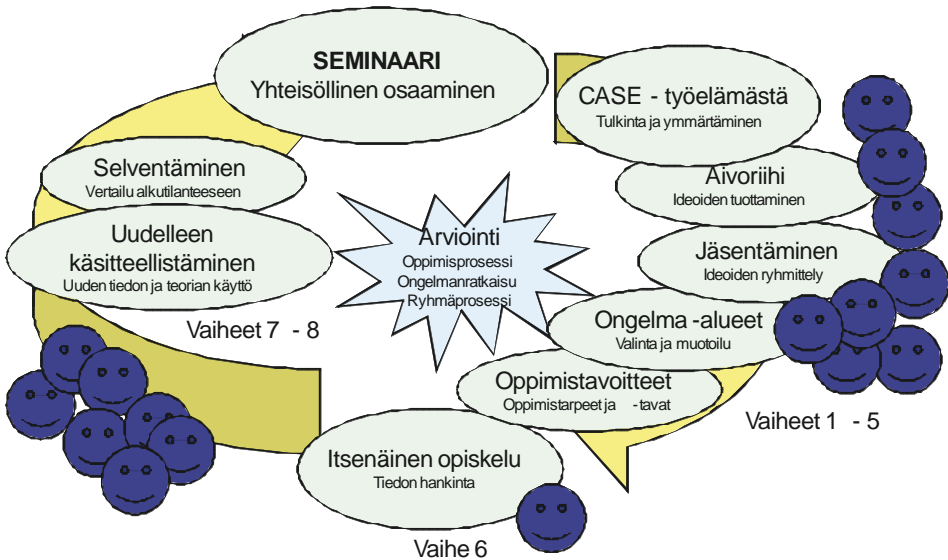 SEMINAARI
Yhteisöllinen osaaminen
CASE - työelämästä
Tulkinta ja ymmärtäminen
Aivoriihi
Ideoiden tuottaminen
Jäsentäminen
Ideoiden ryhmittely
Ongelma -alueet
Valinta ja muotoilu
Oppimistavoitteet
Oppimistarpeet ja -tavat
Vaiheet 1 - 5
Itsenäinen opiskelu
Tiedon hankinta
Vaihe 6
Uudelleen
käsitteellistäminen
Uuden tiedon ja teorian käyttö
Vaiheet 7 - 8
Selventäminen
Vertailu alkutilanteeseen
Arviointi
Oppimisprosessi
Ongelmanratkaisu
Ryhmäprosessi